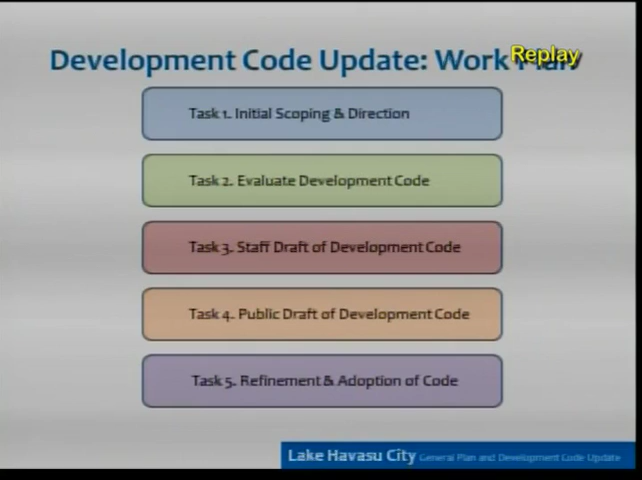 Development Code Update: Work Plan
Replay
Task 1. Initial Scoping & Direction
Task 2. Evaluate Development Code
Task 3. Staff Draft of Development Code
Task 4. Public Draft of Development Code
Task 5. Refinement & Adoption of Code
Lake Havasu City General Plan and Development Code Update